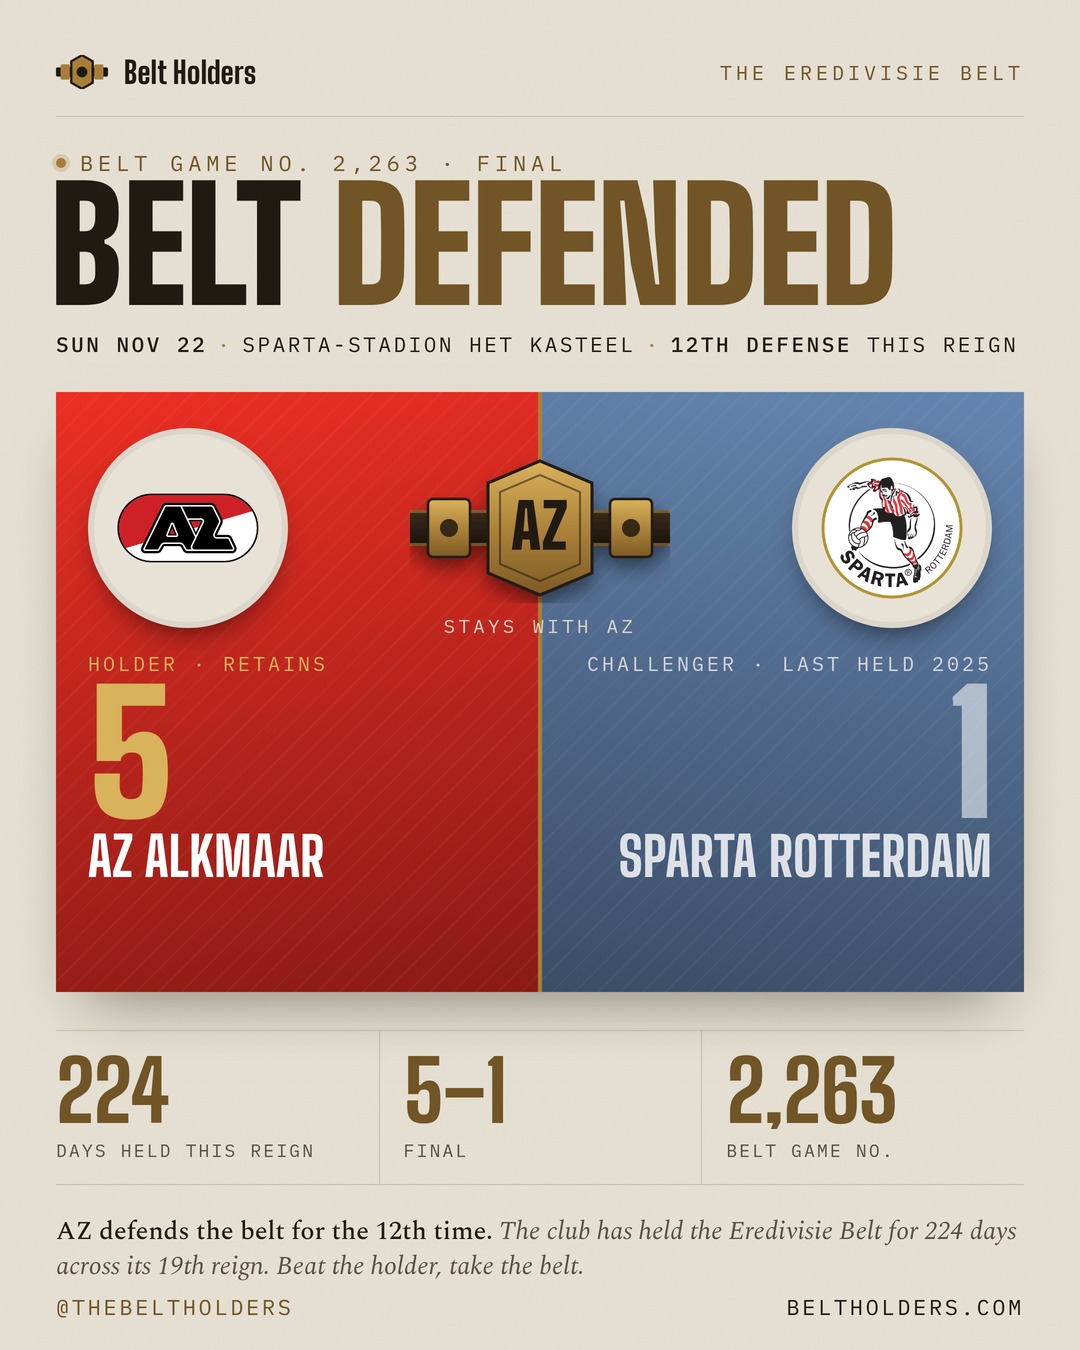 Belt Holders
THE EREDIVISIE BELT
BELT GAME NO. 2,263 · FINAL
BELT DEFENDED
SUN NOV 22 · SPARTA-STADION HET KASTEEL · 12TH DEFENSE THIS REIGN
AZ
AZ
SPARTA® ROTTERDAM
STAYS WITH AZ
HOLDER · RETAINS
CHALLENGER · LAST HELD 2025
5
1
AZ ALKMAAR
SPARTA ROTTERDAM
224
5–1
2,263
DAYS HELD THIS REIGN
FINAL
BELT GAME NO.
AZ defends the belt for the 12th time. The club has held the Eredivisie Belt for 224 days
across its 19th reign. Beat the holder, take the belt.
@THEBELTHOLDERS
BELTHOLDERS.COM